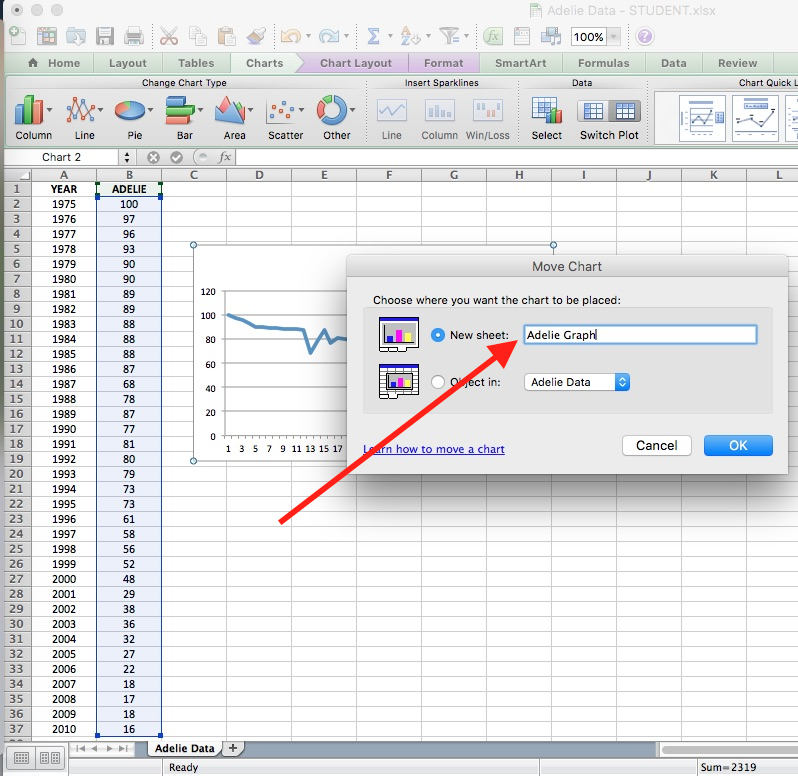 Adelie Data - STUDENT.xlsx
100%
Home Layout Tables Charts Chart Layout Format SmartArt Formulas Data Review
Change Chart Type Insert Sparklines Data Chart Quick L
Column Line Pie Bar Area Scatter Other Line Column Win/Loss Select Switch Plot
Chart 2 fx
A B C D E F G H I J K L
1 YEAR ADELIE
2 1975 100
3 1976 97
4 1977 96
5 1978 93
6 1979 90
7 1980 90
8 1981 89
9 1982 89
10 1983 88
11 1984 88
12 1985 88
13 1986 87
14 1987 68
15 1988 78
16 1989 87
17 1990 77
18 1991 81
19 1992 80
20 1993 79
21 1994 73
22 1995 73
23 1996 61
24 1997 58
25 1998 56
26 1999 52
27 2000 48
28 2001 29
29 2002 38
30 2003 36
31 2004 32
32 2005 27
33 2006 22
34 2007 18
35 2008 17
36 2009 18
37 2010 16
120
100
80
60
40
20
0
1 3 5 7 9 11 13 15 17
Move Chart
Choose where you want the chart to be placed:
New sheet: Adelie Graph
Object in: Adelie Data
Learn how to move a chart Cancel OK
Adelie Data +
Ready Sum=2319